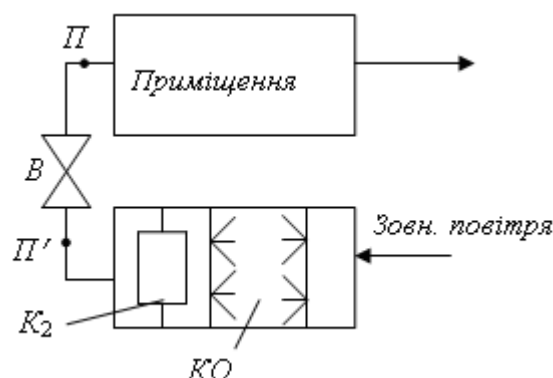 П
Приміщення
В
Зовн. повітря
П'
К2
КО